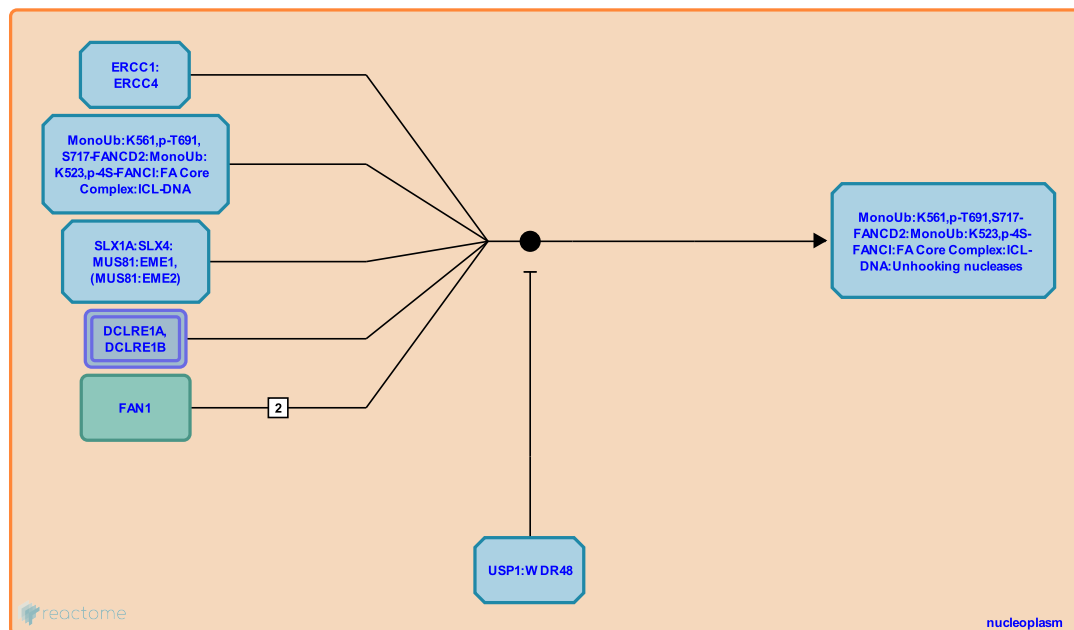 ERCC1:
ERCC4
MonoUb:K561,p-T691,
S717-FANCD2:MonoUb:
K523,p-4S-FANCI:FA Core
Complex:ICL-DNA
SLX1A:SLX4:
MUS81:EME1,
(MUS81:EME2)
DCLRE1A,
DCLRE1B
FAN1
2
MonoUb:K561,p-T691,S717-
FANCD2:MonoUb:K523,p-4S-
FANCI:FA Core Complex:ICL-
DNA:Unhooking nucleases
USP1:WDR48
reactome
nucleoplasm